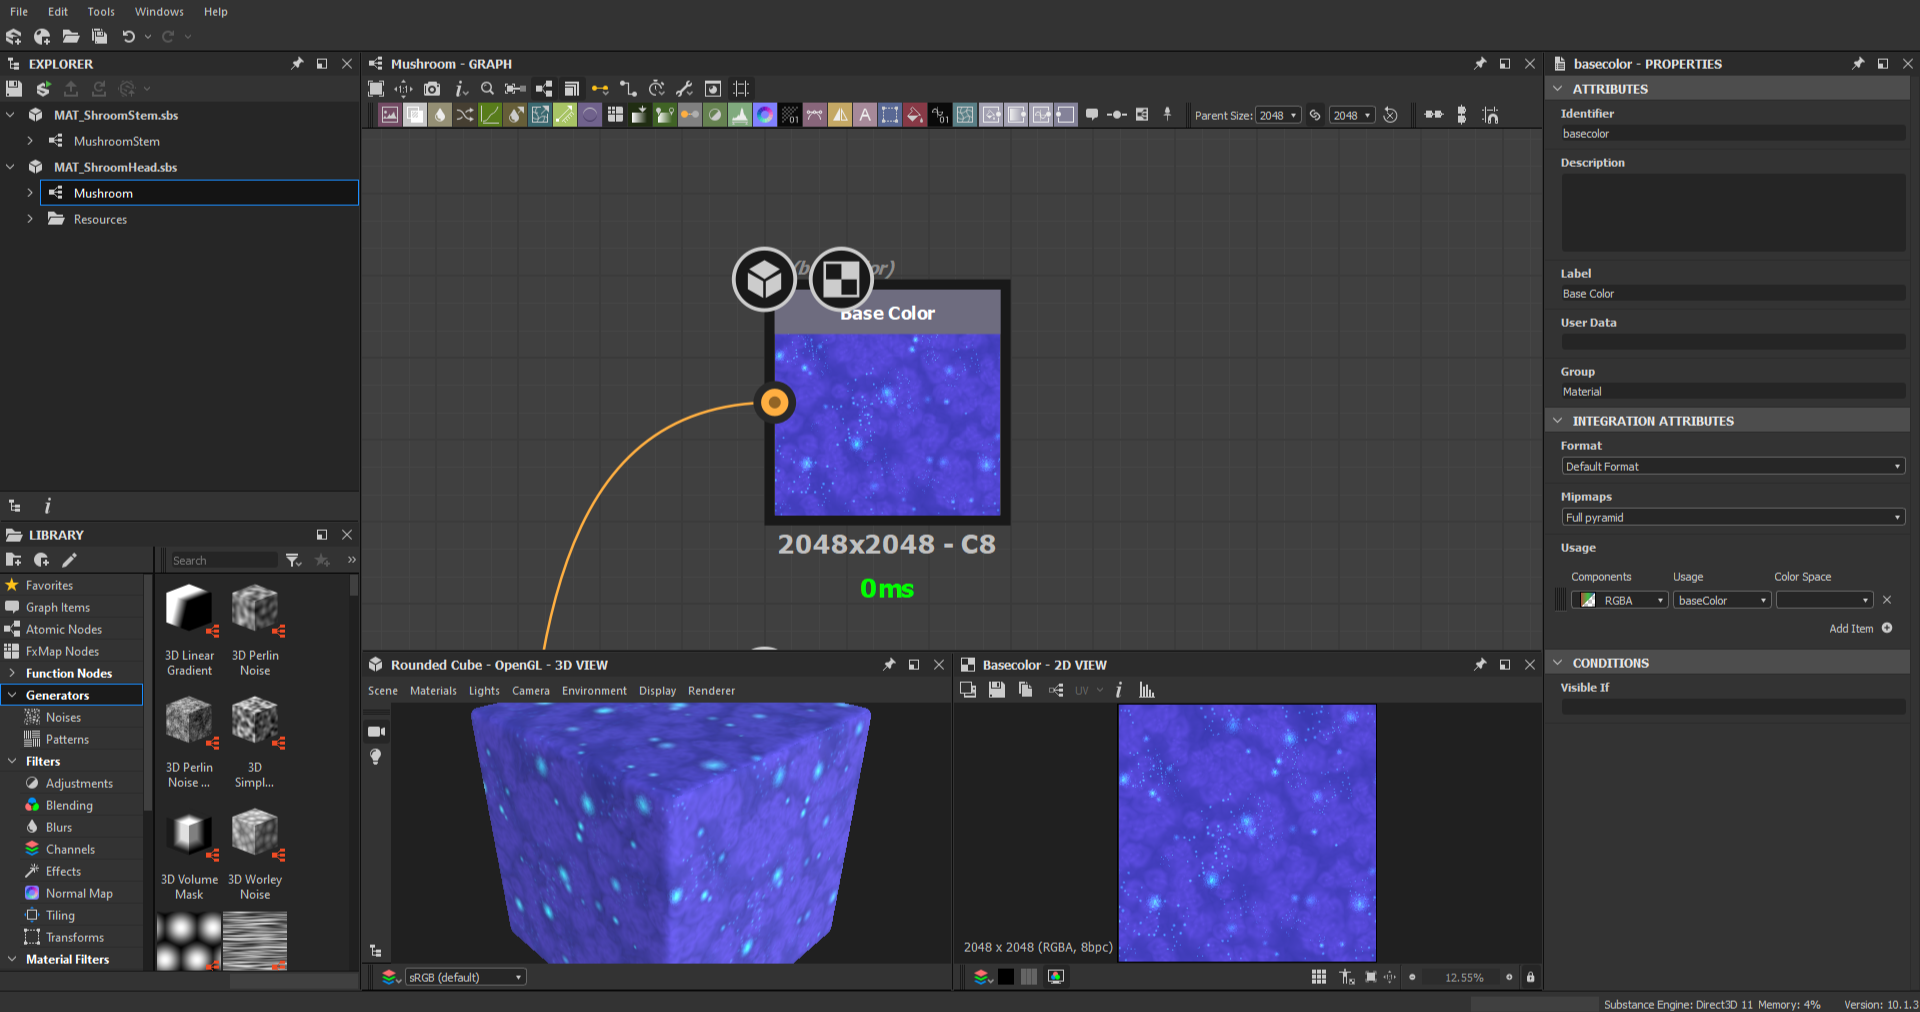 File Edit Tools Windows Help
EXPLORER
MAT_ShroomStem.sbs
MushroomStem
MAT_ShroomHead.sbs
Mushroom
Resources
LIBRARY
Search
Favorites
Graph Items
Atomic Nodes
FxMap Nodes
Function Nodes
Generators
Noises
Patterns
Filters
Adjustments
Blending
Blurs
Channels
Effects
Normal Map
Tiling
Transforms
Material Filters
3D Linear
Gradient
3D Perlin
Noise
3D Perlin
Noise ...
3D
Simpl...
3D Volume
Mask
3D Worley
Noise
Mushroom - GRAPH
Parent Size: 2048 2048
Base Color
2048x2048 - C8
0ms
Rounded Cube - OpenGL - 3D VIEW
Scene Materials Lights Camera Environment Display Renderer
sRGB (default)
Basecolor - 2D VIEW
UV
2048 x 2048 (RGBA, 8bpc)
12.55%
basecolor - PROPERTIES
ATTRIBUTES
Identifier
basecolor
Description
Label
Base Color
User Data
Group
Material
INTEGRATION ATTRIBUTES
Format
Default Format
Mipmaps
Full pyramid
Usage
Components Usage Color Space
RGBA baseColor
Add Item
CONDITIONS
Visible If
Substance Engine: Direct3D 11 Memory: 4% Version: 10.1.3